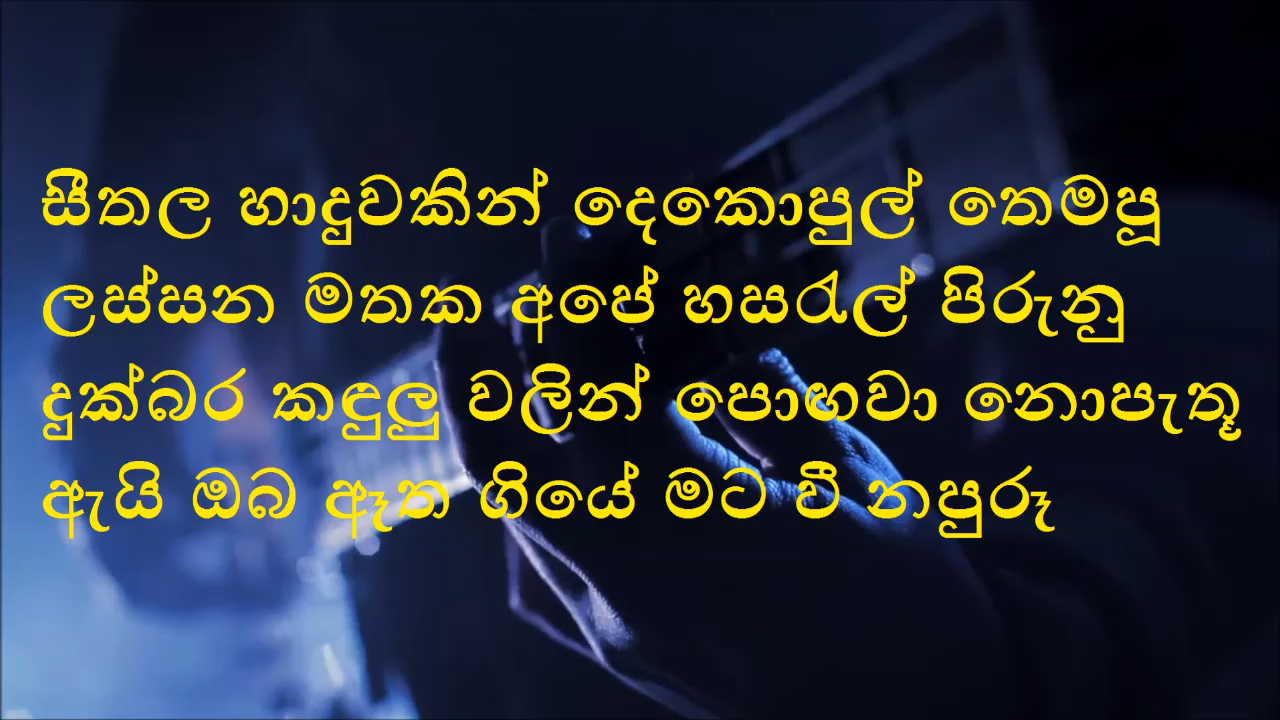 සීතල හාදුවකින් දෙකොපුල් තෙමපූ
ලස්සන මතක අපේ හසරැල් පිරුනු
දුක්බර කඳුලු වලින් පොඟවා නොපැතූ
ඇයි ඔබ ඈත ගියේ මට වී නපුරූ